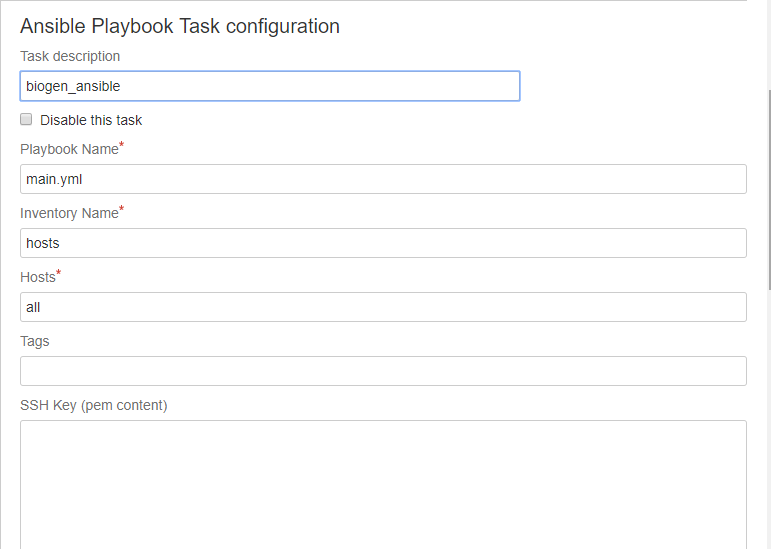 Ansible Playbook Task configuration
Task description
biogen_ansible
Disable this task
Playbook Name*
main.yml
Inventory Name*
hosts
Hosts*
all
Tags
SSH Key (pem content)